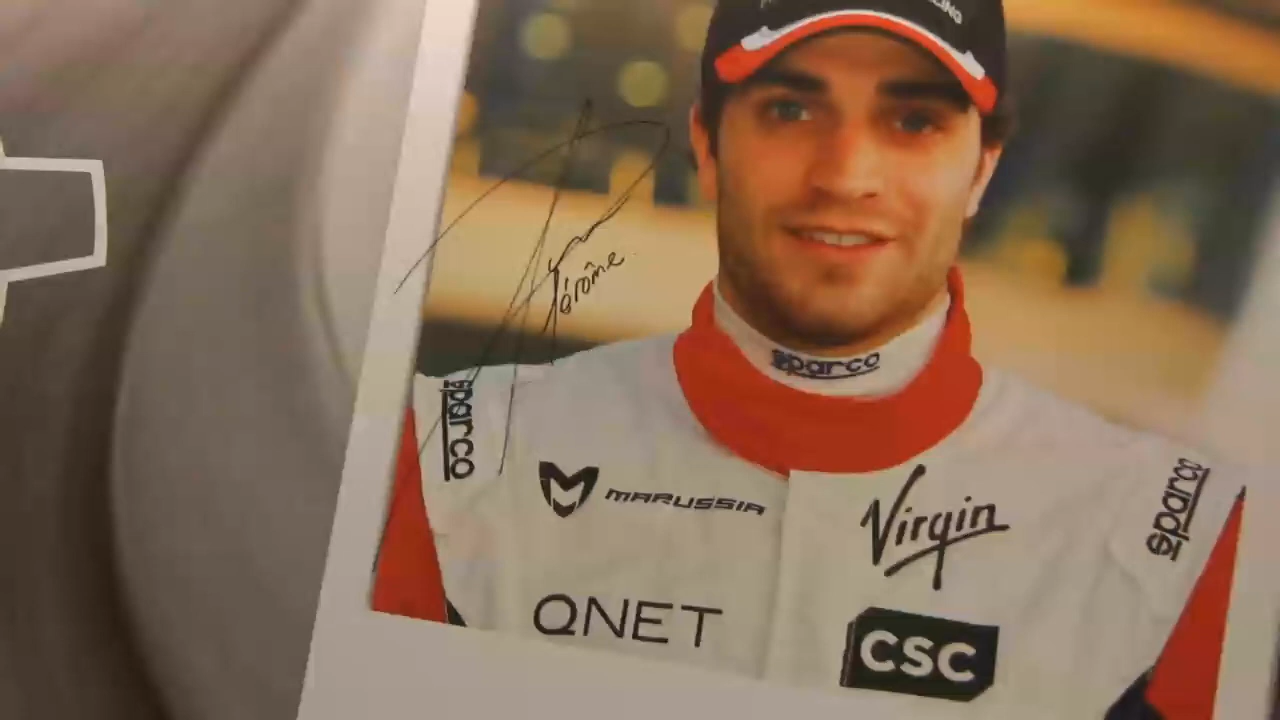 Jérôme
sparco
sparco
MARUSSIA
Virgin
sparco
QNET
CSC